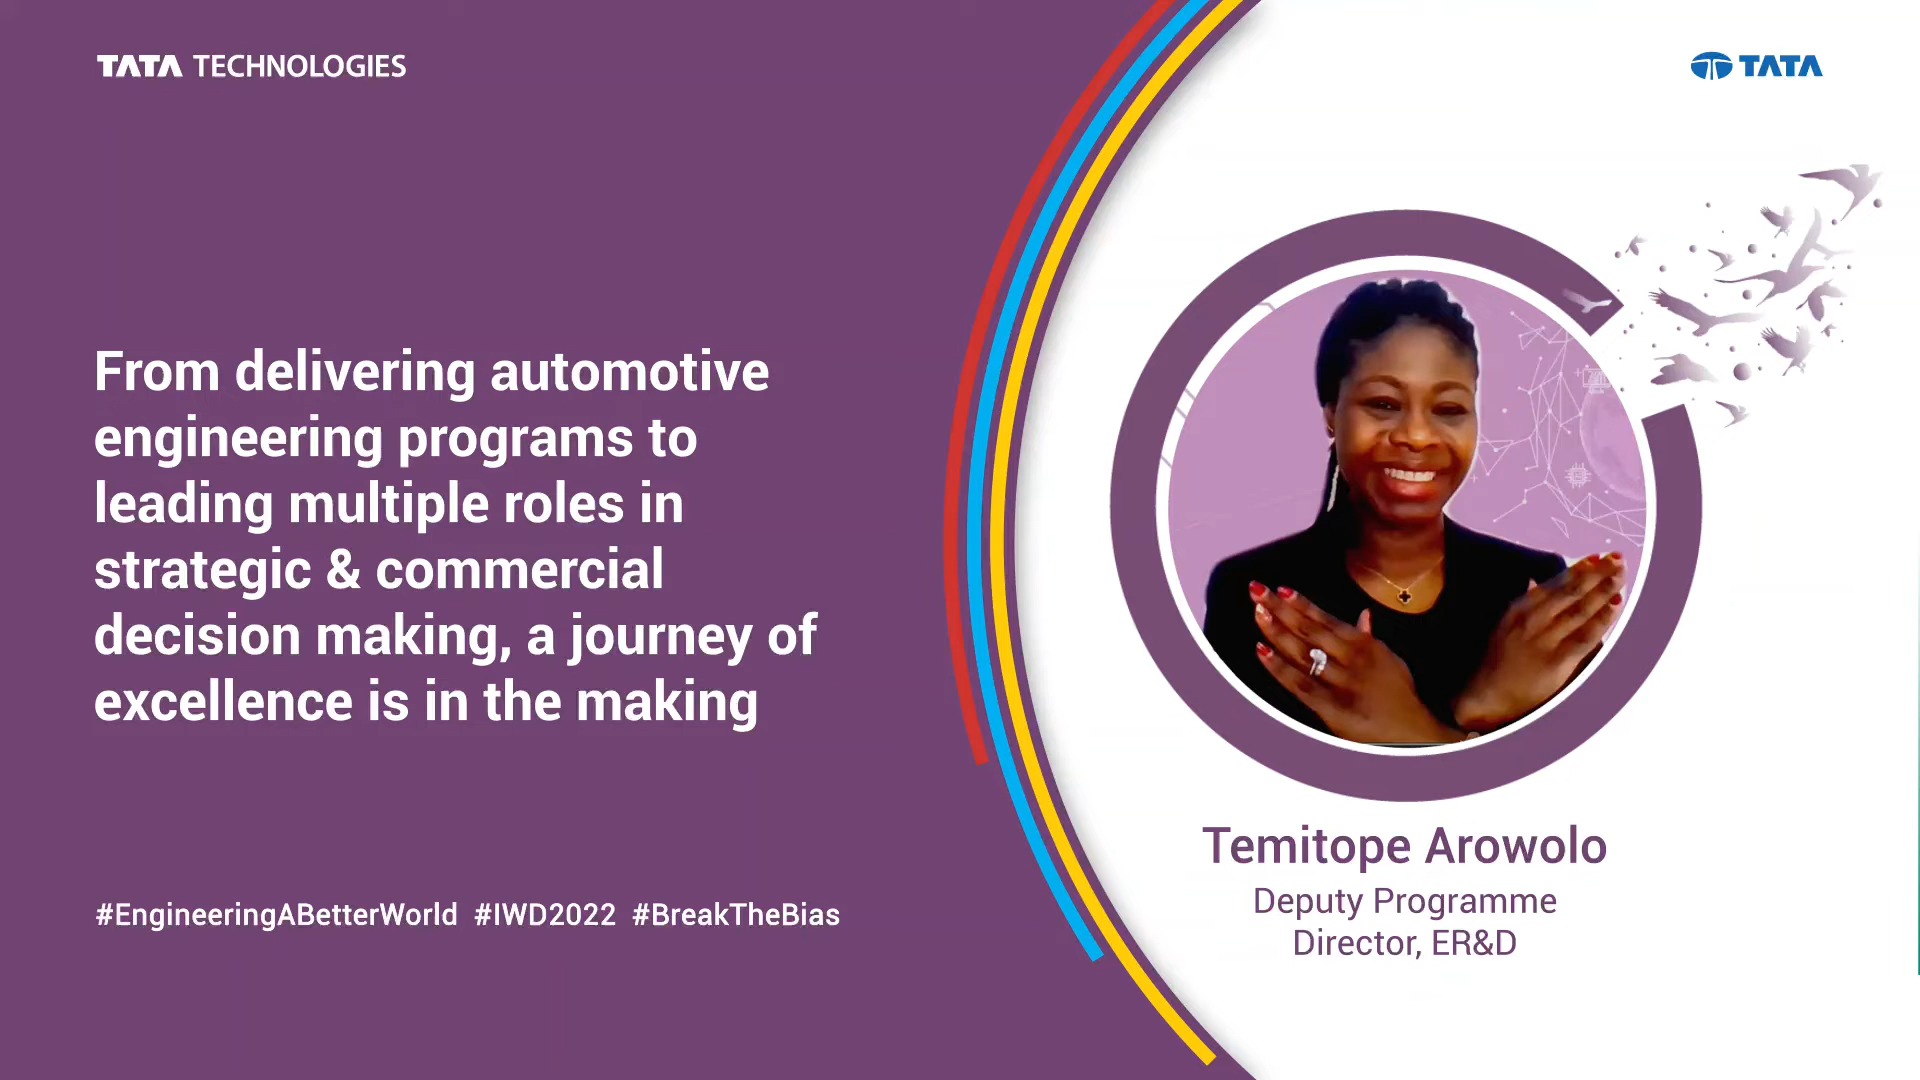 TATA TECHNOLOGIES
TATA
From delivering automotive
engineering programs to
leading multiple roles in
strategic & commercial
decision making, a journey of
excellence is in the making
#EngineeringABetterWorld #IWD2022 #BreakTheBias
Temitope Arowolo
Deputy Programme
Director, ER&D